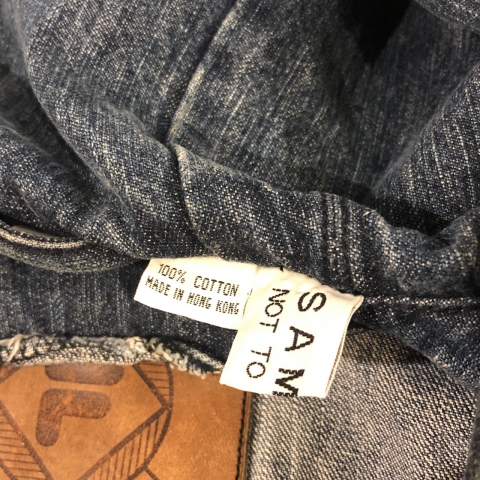 100% COTTON
MADE IN HONG KONG
SAM
NOT TO